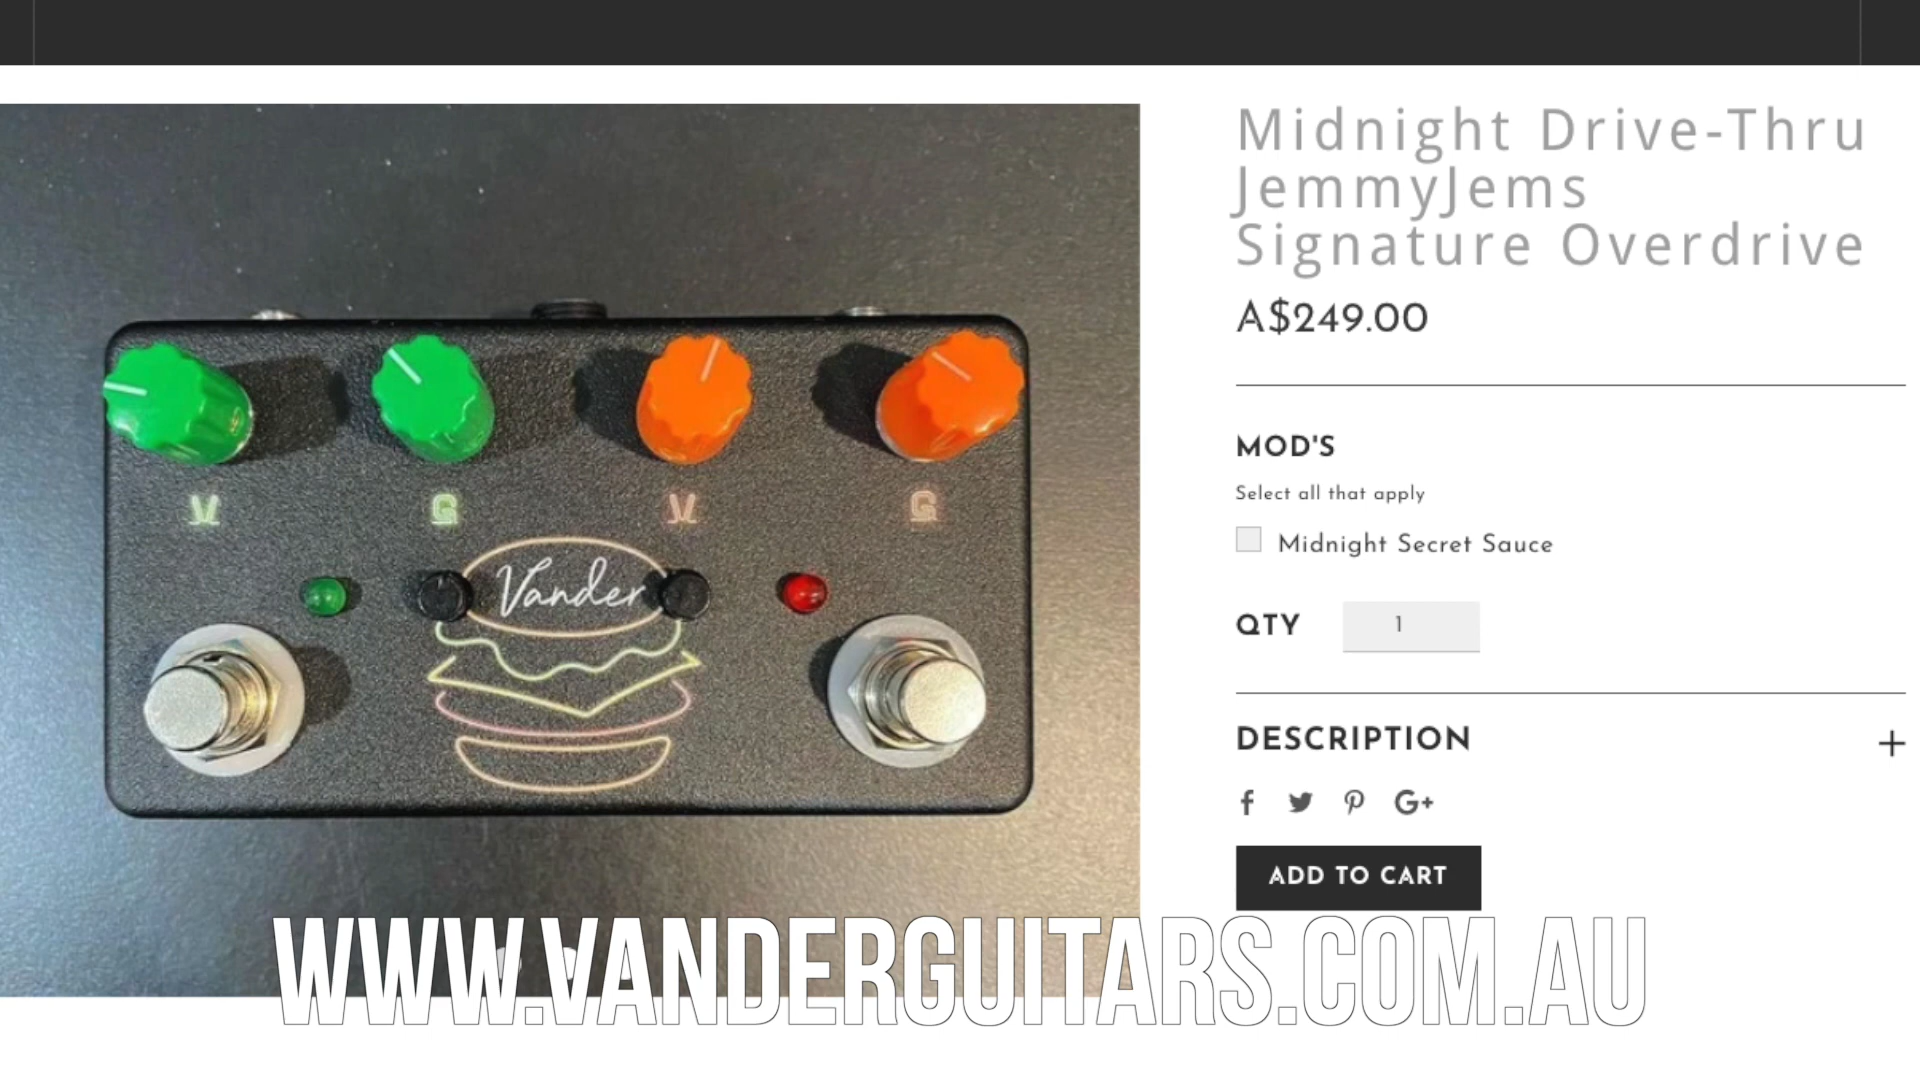 Midnight Drive-Thru
JemmyJems
Signature Overdrive
A$249.00
MOD'S
Select all that apply
Midnight Secret Sauce
QTY 1
DESCRIPTION +
f G+
ADD TO CART
V G V G
Vander
WWW.VANDERGUITARS.COM.AU